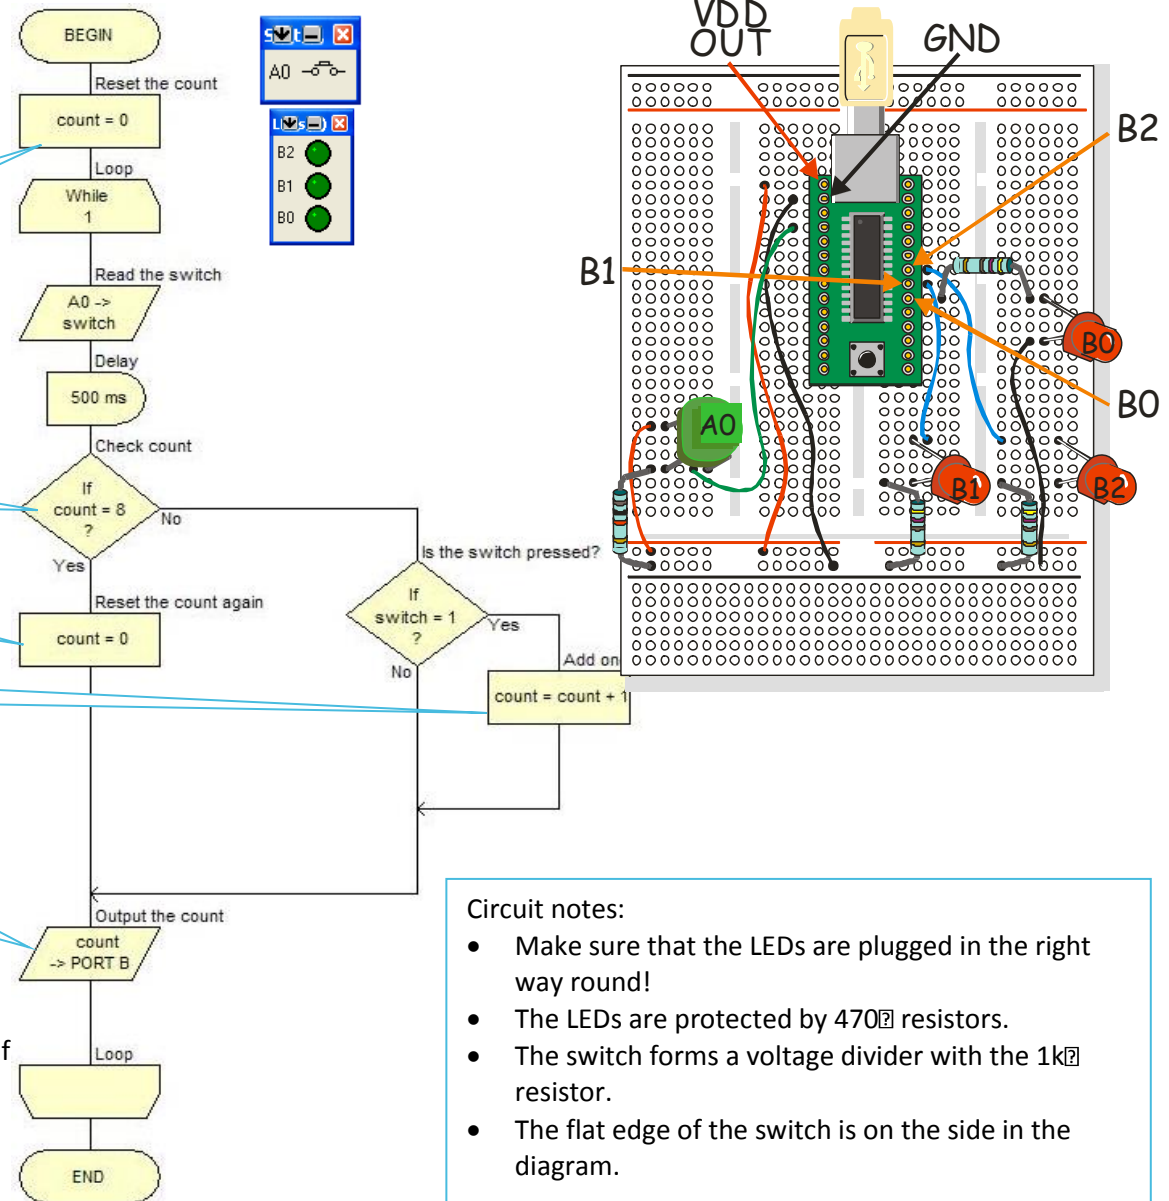 BEGIN
Reset the count
count = 0
Loop
While
1
Read the switch
A0 ->
switch
Delay
500 ms
Check count
If
count = 8
?
No
Yes
Reset the count again
count = 0
Is the switch pressed?
If
switch = 1
?
Yes
No
Add on
count = count + 1
Output the count
count
-> PORT B
f
Loop
END
A0
B2
B1
B0
VDD
OUT
GND
B2
B1
B0
A0
B0
B1
B2
Circuit notes:
• Make sure that the LEDs are plugged in the right
way round!
• The LEDs are protected by 470⍰ resistors.
• The switch forms a voltage divider with the 1k⍰
resistor.
• The flat edge of the switch is on the side in the
diagram.